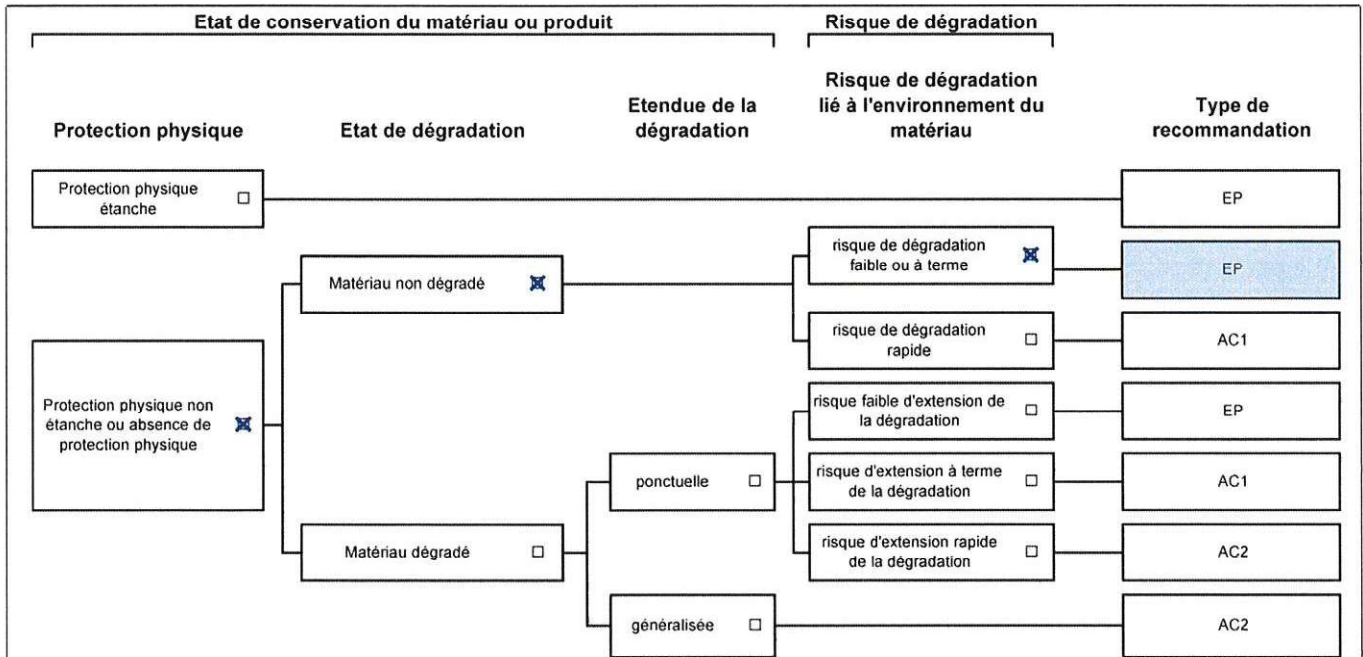 Etat de conservation du matériau ou produit
Risque de dégradation
Protection physique
Etat de dégradation
Etendue de la
dégradation
Risque de dégradation
lié à l'environnement du
matériau
Type de
recommandation
Protection physique
étanche
EP
risque de dégradation
faible ou à terme
EP
Matériau non dégradé
risque de dégradation
rapide
AC1
Protection physique non
étanche ou absence de
protection physique
risque faible d'extension de
la dégradation
EP
ponctuelle
risque d'extension à terme
de la dégradation
AC1
Matériau dégradé
risque d'extension rapide
de la dégradation
AC2
généralisée
AC2